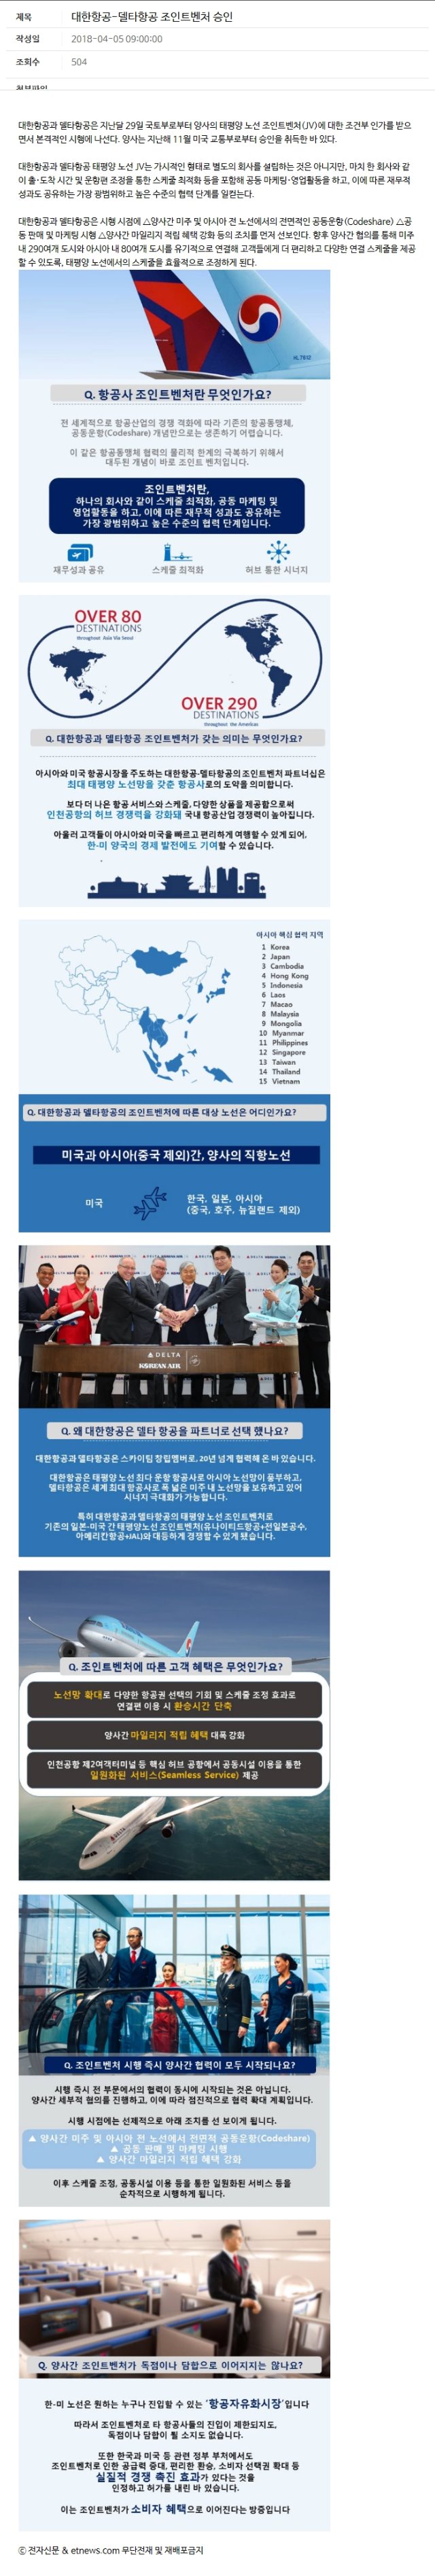 제목 대한항공-델타항공 조인트벤처 승인
작성일 2018-04-05 09:00:00
조회수 504
대한항공과 델타항공은 지난달 29일 국토부로부터 양사의 태평양 노선 조인트벤처(JV)에 대한 조건부 인가를 받으
면서 본격적인 시행에 나선다. 양사는 지난해 11월 미국 교통부로부터 승인을 취득한 바 있다.
대한항공과 델타항공 태평양 노선 JV는 가시적인 형태로 별도의 회사를 설립하는 것은 아니지만, 마치 한 회사와 같
이 출·도착 시간 및 운항편 조정을 통한 스케줄 최적화 등을 포함해 공동 마케팅·영업활동을 하고, 이에 따른 재무적
성과도 공유하는 가장 광범위하고 높은 수준의 협력 단계를 일컫는다.
대한항공과 델타항공은 시행 시점에 △양사간 미주 및 아시아 전 노선에서의 전면적인 공동운항(Codeshare) △공
동 판매 및 마케팅 시행 △양사간 마일리지 적립 혜택 강화 등의 조치를 먼저 선보인다. 향후 양사간 협의를 통해 미주
내 290여개 도시와 아시아 내 80여개 도시를 유기적으로 연결해 고객들에게 더 편리하고 다양한 연결 스케줄을 제공
할 수 있도록, 태평양 노선에서의 스케줄을 효율적으로 조정하게 된다.
HL7802
Q. 항공사 조인트벤처란 무엇인가요?
전 세계적으로 항공산업의 경쟁 격화에 따라 기존의 항공동맹체,
공동운항(Codeshare) 개념만으로는 생존하기 어렵습니다.
이 같은 항공동맹체 협력의 물리적 한계의 극복하기 위해서
대두된 개념이 바로 조인트 벤처입니다.
조인트벤처란,
하나의 회사와 같이 스케줄 최적화, 공동 마케팅 및
영업활동을 하고, 이에 따른 재무적 성과도 공유하는
가장 광범위하고 높은 수준의 협력 단계입니다.
재무성과 공유 스케줄 최적화 허브 통한 시너지
OVER 80
DESTINATIONS
throughout Asia Via Seoul
OVER 290
DESTINATIONS
throughout the Americas
Q. 대한항공과 델타항공 조인트벤처가 갖는 의미는 무엇인가요?
아시아와 미국 항공시장을 주도하는 대한항공-델타항공의 조인트벤처 파트너십은
최대 태평양 노선망을 갖춘 항공사로의 도약을 의미합니다.
보다 더 나은 항공 서비스와 스케줄, 다양한 상품을 제공함으로써
인천공항의 허브 경쟁력을 강화돼 국내 항공산업 경쟁력이 높아집니다.
아울러 고객들이 아시아와 미국을 빠르고 편리하게 여행할 수 있게 되어,
한-미 양국의 경제 발전에도 기여할 수 있습니다.
아시아 핵심 협력 지역
1 Korea
2 Japan
3 Cambodia
4 Hong Kong
5 Indonesia
6 Laos
7 Macao
8 Malaysia
9 Mongolia
10 Myanmar
11 Philippines
12 Singapore
13 Taiwan
14 Thailand
15 Vietnam
Q. 대한항공과 델타항공의 조인트벤처에 따른 대상 노선은 어디인가요?
미국과 아시아(중국 제외)간, 양사의 직항노선
미국
한국, 일본, 아시아
(중국, 호주, 뉴질랜드 제외)
DELTA
KOREAN AIR
Q. 왜 대한항공은 델타 항공을 파트너로 선택 했나요?
대한항공과 델타항공은 스카이팀 창립멤버로, 20년 넘게 협력해 온 바 있습니다.
대한항공은 태평양 노선 최다 운항 항공사로 아시아 노선망이 풍부하고,
델타항공은 세계 최대 항공사로 폭 넓은 미주 내 노선망을 보유하고 있어
시너지 극대화가 가능합니다.
특히 대한항공과 델타항공의 태평양 노선 조인트벤처로
기존의 일본-미국 간 태평양노선 조인트벤처(유나이티드항공+전일본공수,
아메리칸항공+JAL)와 대등하게 경쟁할 수 있게 됐습니다.
Q. 조인트벤처에 따른 고객 혜택은 무엇인가요?
노선망 확대로 다양한 항공권 선택의 기회 및 스케줄 조정 효과로
연결편 이용 시 환승시간 단축
양사간 마일리지 적립 혜택 대폭 강화
인천공항 제2여객터미널 등 핵심 허브 공항에서 공동시설 이용을 통한
일원화된 서비스(Seamless Service) 제공
Q. 조인트벤처 시행 즉시 양사간 협력이 모두 시작되나요?
시행 즉시 전 부문에서의 협력이 동시에 시작되는 것은 아닙니다.
양사간 세부적 협의를 진행하고, 이에 따라 점진적으로 협력 확대 계획입니다.
시행 시점에는 선제적으로 아래 조치를 선 보이게 됩니다.
▲ 양사간 미주 및 아시아 전 노선에서 전면적 공동운항(Codeshare)
▲ 공동 판매 및 마케팅 시행
▲ 양사간 마일리지 적립 혜택 강화
이후 스케줄 조정, 공동시설 이용 등을 통한 일원화된 서비스 등을
순차적으로 시행하게 됩니다.
Q. 양사간 조인트벤처가 독점이나 담합으로 이어지지는 않나요?
한-미 노선은 원하는 누구나 진입할 수 있는 '항공자유화시장'입니다
따라서 조인트벤처로 타 항공사들의 진입이 제한되지도,
독점이나 담합이 될 소지도 없습니다.
또한 한국과 미국 등 관련 정부 부처에서도
조인트벤처로 인한 공급력 증대, 편리한 환승, 소비자 선택권 확대 등
실질적 경쟁 촉진 효과가 있다는 것을
인정하고 허가를 내린 바 있습니다.
이는 조인트벤처가 소비자 혜택으로 이어진다는 방증입니다
ⓒ 전자신문 & etnews.com 무단전재 및 재배포금지